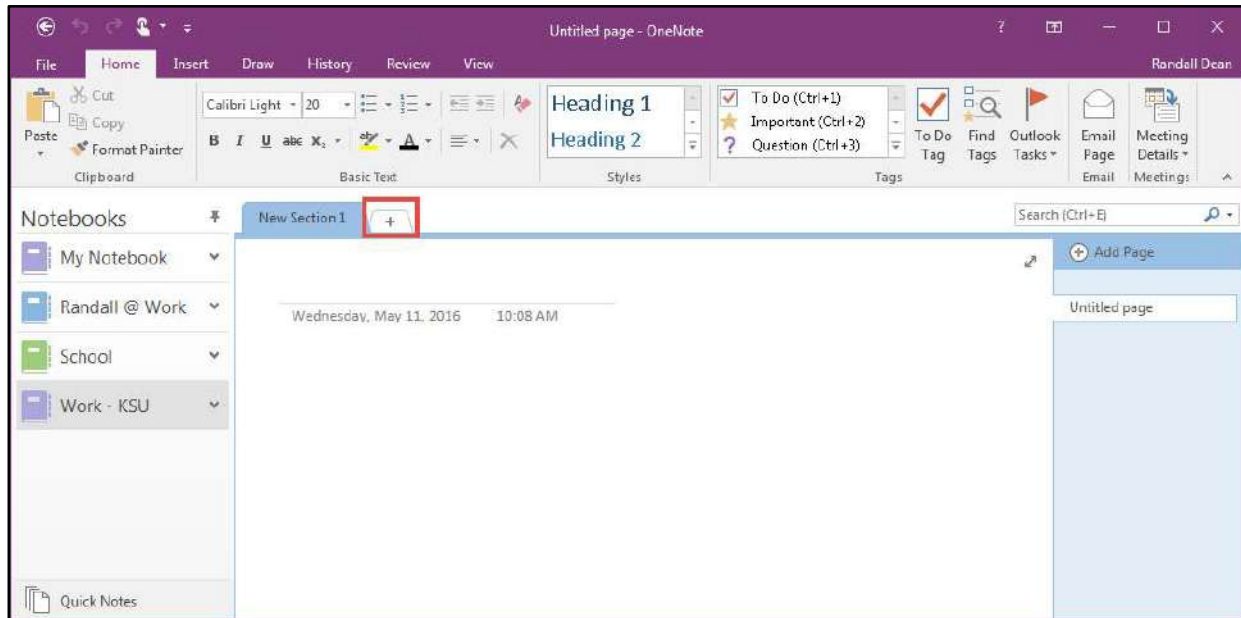 Untitled page - OneNote
?
File Home Insert Draw History Review View Randall Dean
Paste
Cut
Copy
Format Painter
Clipboard
Calibri Light 20
B I U abc X₂ aby A
Basic Text
Heading 1
Heading 2
Styles
To Do (Ctrl+1)
Important (Ctrl+2)
? Question (Ctrl+3)
To Do
Tag
Find
Tags
Outlook
Tasks
Tags
Email
Page
Email
Meeting
Details
Meetings
Notebooks
New Section 1 +
Search (Ctrl+E)
My Notebook
Randall @ Work
School
Work - KSU
Quick Notes
Wednesday, May 11, 2016 10:08 AM
Add Page
Untitled page